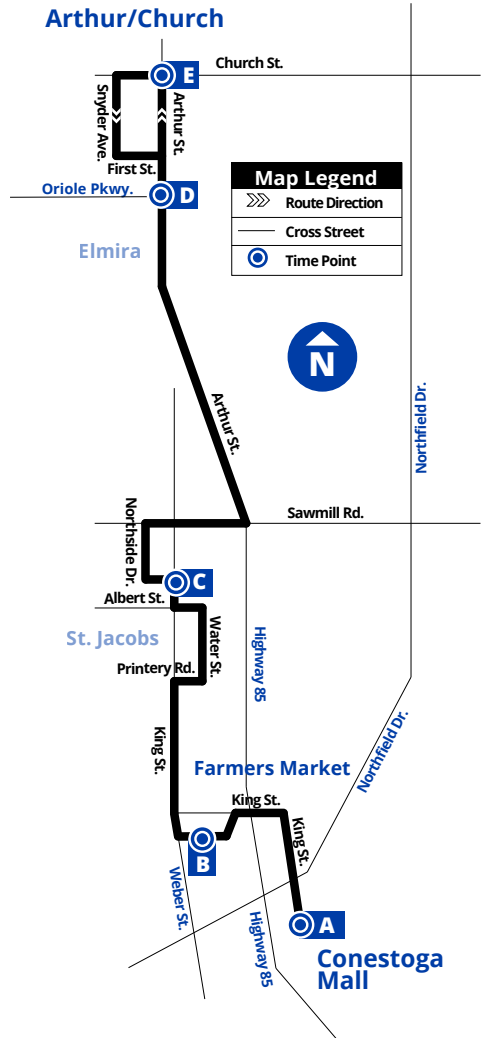 Arthur/Church
E
Church St.
Snyder Ave.
Arthur St.
First St.
Oriole Pkwy.
D
Map Legend
Route Direction
Cross Street
Time Point
Elmira
N
Northfield Dr.
Arthur St.
Sawmill Rd.
Northside Dr.
C
Albert St.
St. Jacobs
Water St.
Highway 85
Printery Rd.
King St.
Northfield Dr.
Farmers Market
King St.
King St.
B
Weber St.
Highway 85
A
Conestoga
Mall